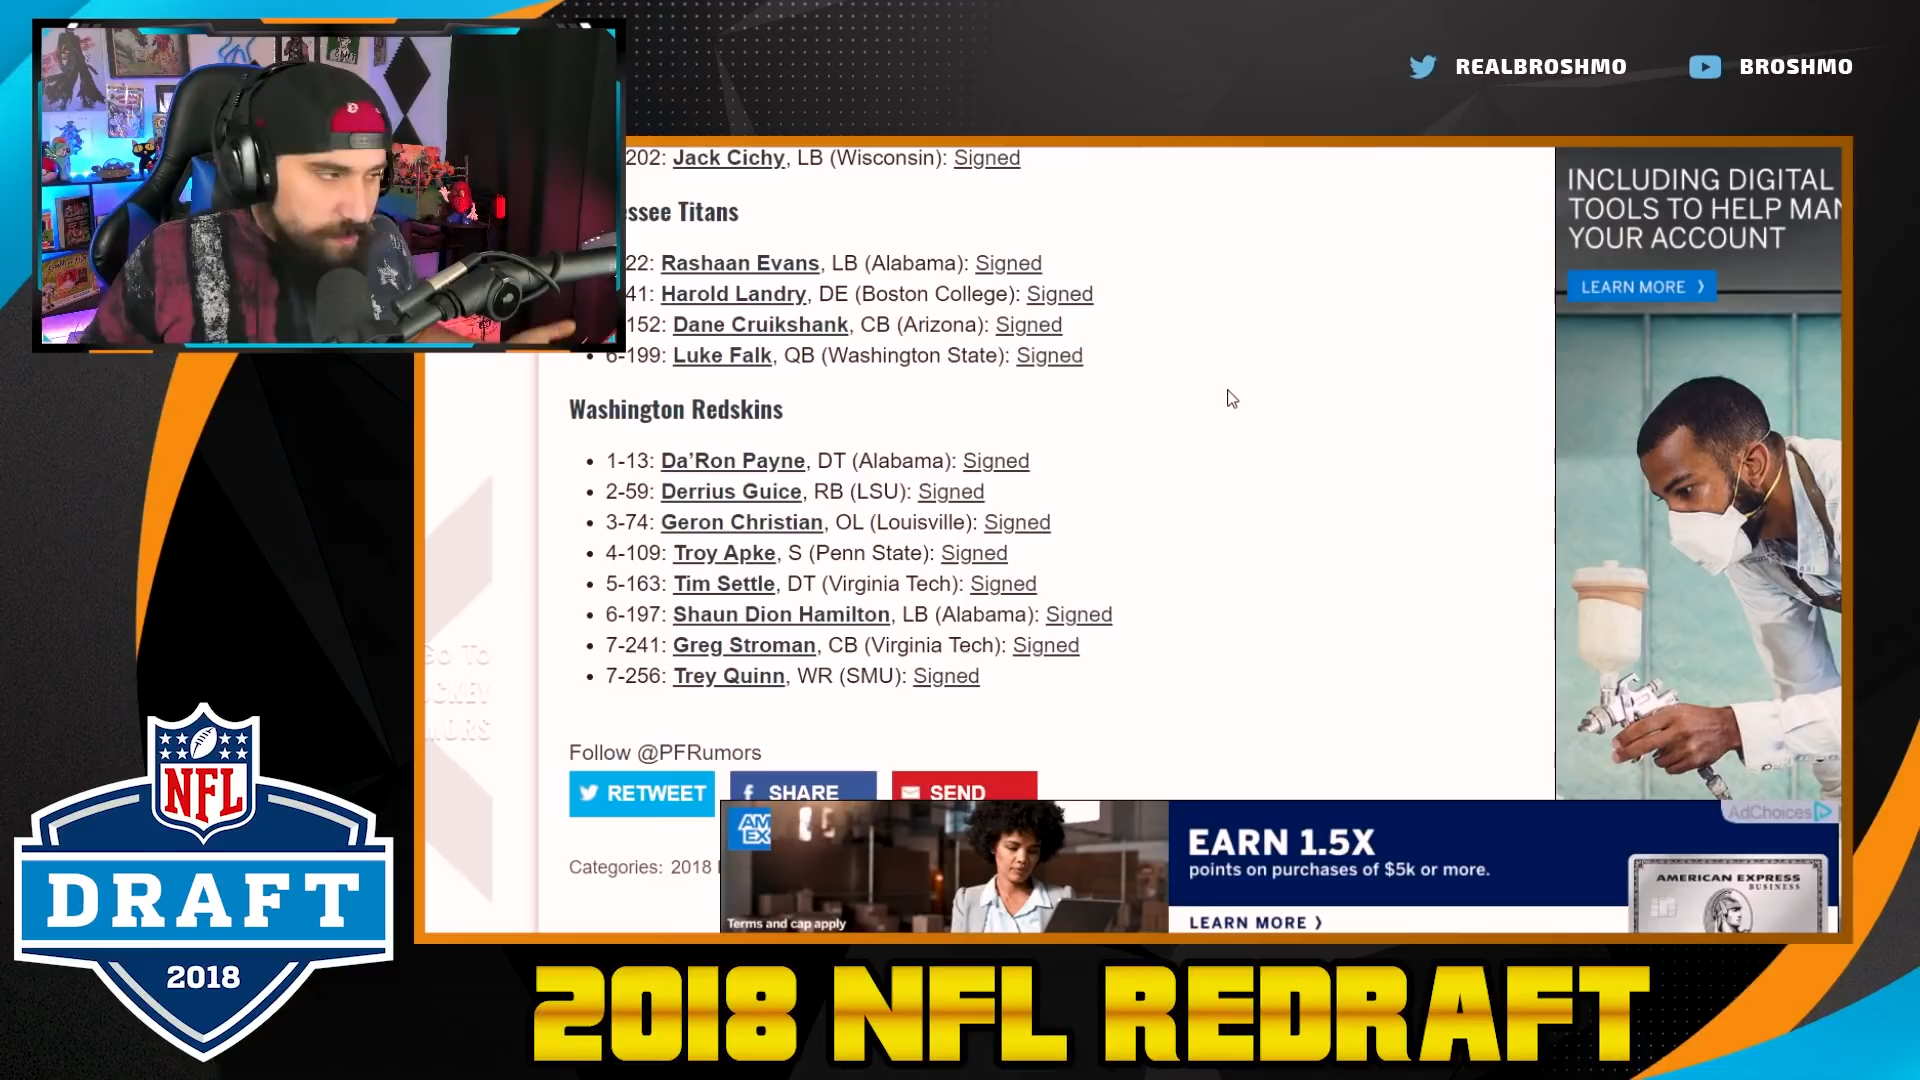 REALBROSHMO
BROSHMO
202: Jack Cichy, LB (Wisconsin): Signed
ssee Titans
22: Rashaan Evans, LB (Alabama): Signed
41: Harold Landry, DE (Boston College): Signed
152: Dane Cruikshank, CB (Arizona): Signed
6-199: Luke Falk, QB (Washington State): Signed
Washington Redskins
1-13: Da’Ron Payne, DT (Alabama): Signed
2-59: Derrius Guice, RB (LSU): Signed
3-74: Geron Christian, OL (Louisville): Signed
4-109: Troy Apke, S (Penn State): Signed
5-163: Tim Settle, DT (Virginia Tech): Signed
6-197: Shaun Dion Hamilton, LB (Alabama): Signed
7-241: Greg Stroman, CB (Virginia Tech): Signed
7-256: Trey Quinn, WR (SMU): Signed
Follow @PFRumors
RETWEET
SHARE
SEND
Categories: 2018
INCLUDING DIGITAL
TOOLS TO HELP MAN
YOUR ACCOUNT
LEARN MORE
AdChoices
AM
EX
Terms and cap apply
EARN 1.5X
points on purchases of $5k or more.
LEARN MORE
AMERICAN EXPRESS
BUSINESS
NFL
DRAFT
2018
2018 NFL REDRAFT